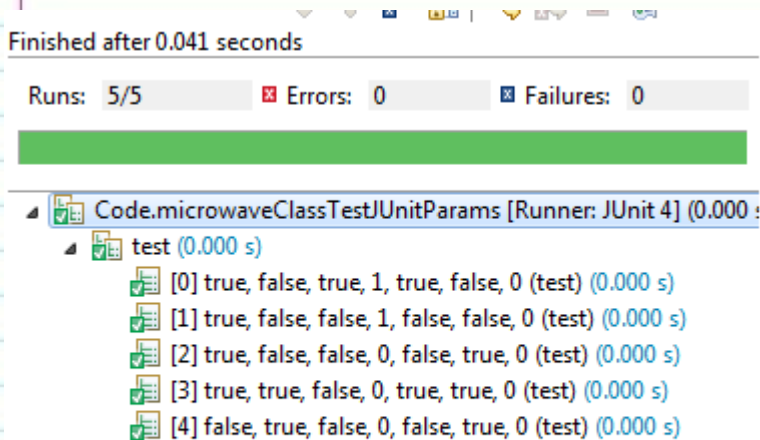 Finished after 0.041 seconds
Runs: 5/5 Errors: 0 Failures: 0
Code.microwaveClassTestJUnitParams [Runner: JUnit 4] (0.000
test (0.000 s)
[0] true, false, true, 1, true, false, 0 (test) (0.000 s)
[1] true, false, false, 1, false, false, 0 (test) (0.000 s)
[2] true, false, false, 0, false, true, 0 (test) (0.000 s)
[3] true, true, false, 0, true, true, 0 (test) (0.000 s)
[4] false, true, false, 0, false, true, 0 (test) (0.000 s)